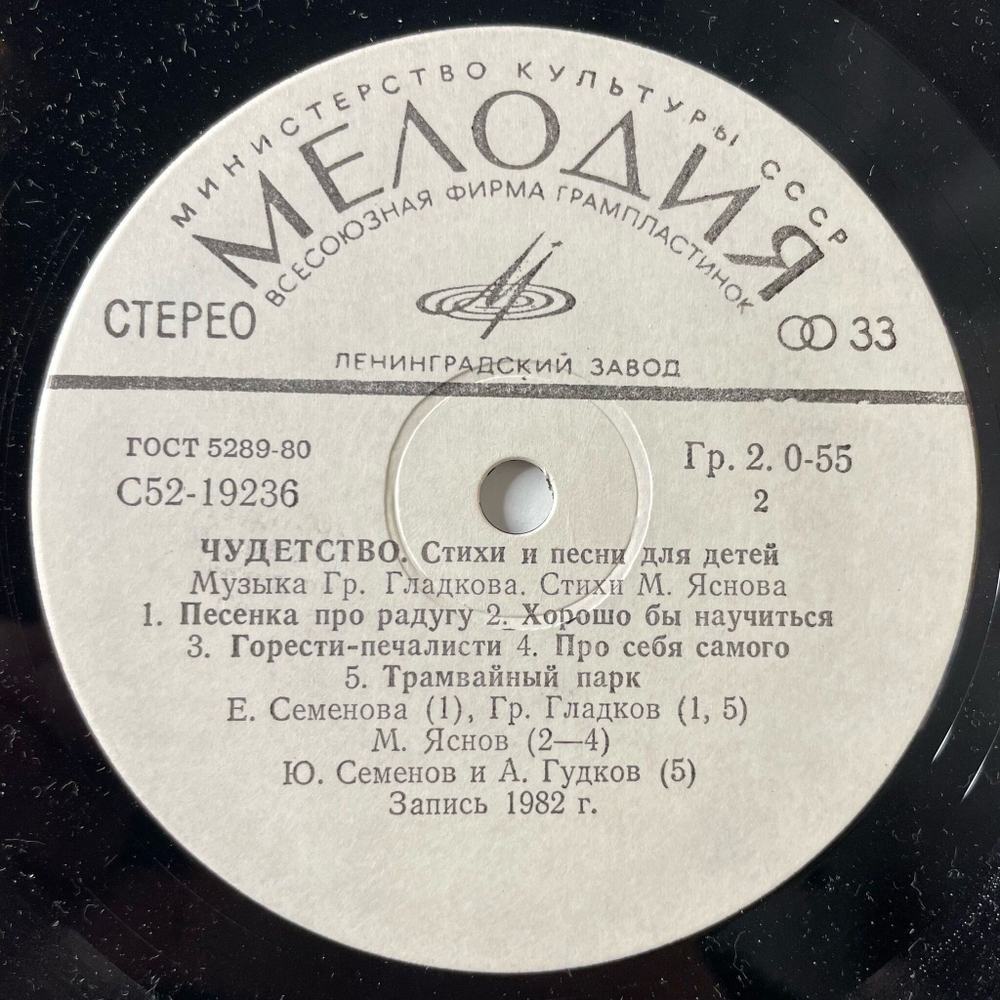 МИНИСТЕРСТВО КУЛЬТУРЫ СССР
МЕЛОДИЯ
ВСЕСОЮЗНАЯ ФИРМА ГРАМПЛАСТИНОК
СТЕРЕО
33
ЛЕНИНГРАДСКИЙ ЗАВОД
ГОСТ 5289-80
Гр. 2. 0-55
С52-19236
2
ЧУДЕТСТВО. Стихи и песни для детей
Музыка Гр. Гладкова. Стихи М. Яснова
1. Песенка про радугу 2. Хорошо бы научиться
3. Горести-печалисти 4. Про себя самого
5. Трамвайный парк
Е. Семенова (1), Гр. Гладков (1, 5)
М. Яснов (2—4)
Ю. Семенов и А. Гудков (5)
Запись 1982 г.